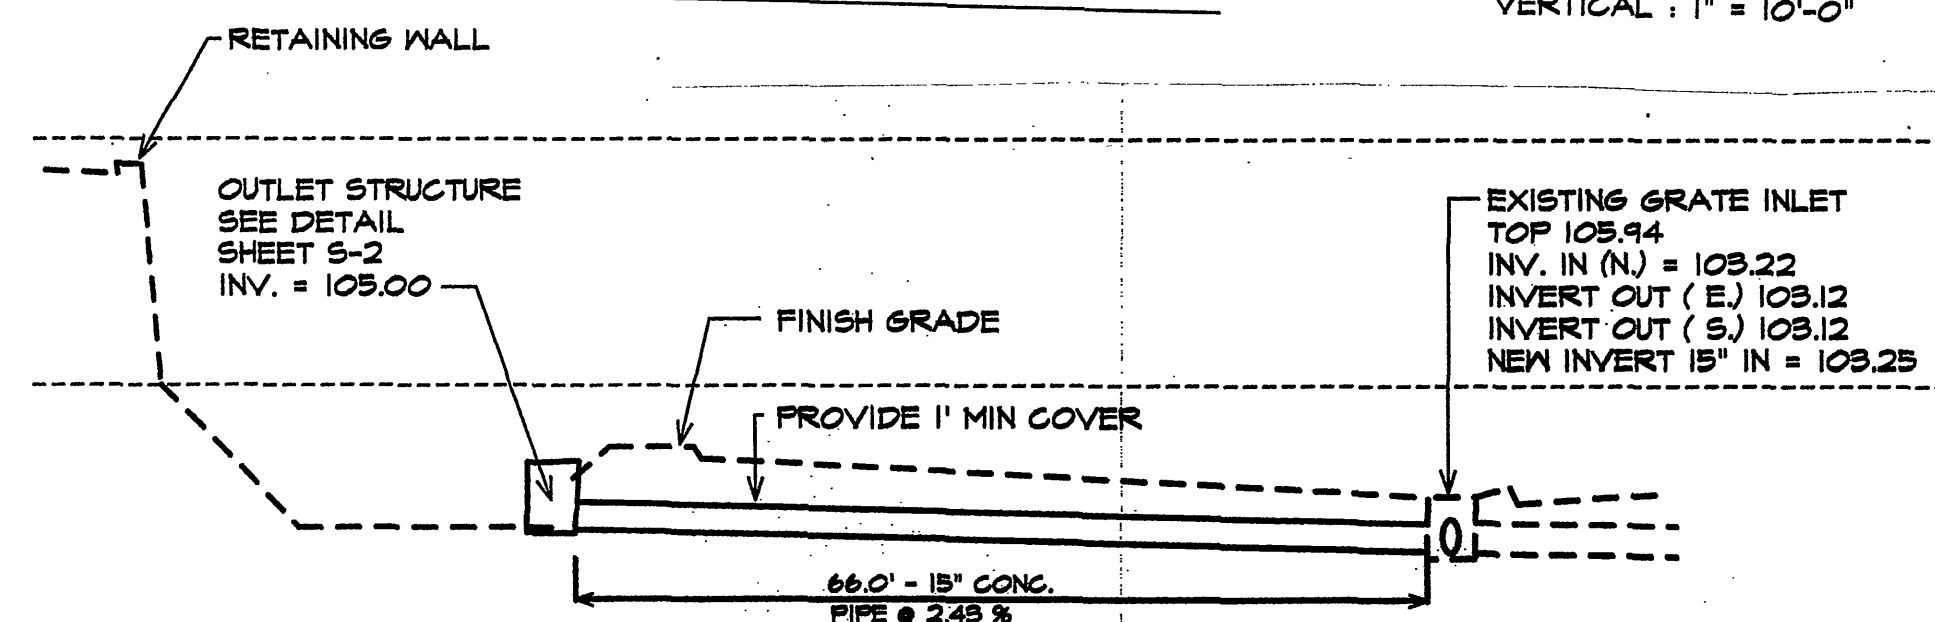 VERTICAL : 1" = 10'-0"
RETAINING WALL
OUTLET STRUCTURE
SEE DETAIL
SHEET S-2
INV. = 105.00
EXISTING GRATE INLET
TOP 105.94
INV. IN (N.) = 103.22
INVERT OUT ( E.) 103.12
INVERT OUT ( S.) 103.12
NEW INVERT 15" IN = 103.25
FINISH GRADE
PROVIDE 1' MIN COVER
66.0' - 15" CONC.
PIPE @ 2.43 %